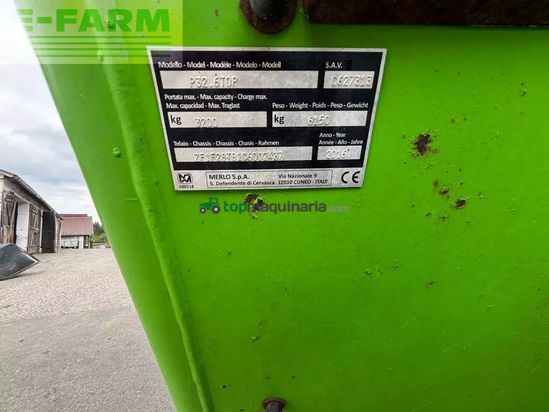 E-FARM
Modello - Model - Modèle - Modelo - Modell
S.A.V.
P32.6TOP
C627313
Portata max. - Max. capacity - Charge max.
Max. capacidad - Max. Traglast
Peso - Weight - Poids - Peso - Gewicht
kg 3200
kg 6150
Telaio - Chassis - Chassis - Chasis - Rahmen
Anno - Year
Année - Año - Jahre
2016
100118
MERLO S.p.A.
S. Defendente di Cervasca
Via Nazionale 9
12010 CUNEO - ITALY
CE
topmaquinaria.com